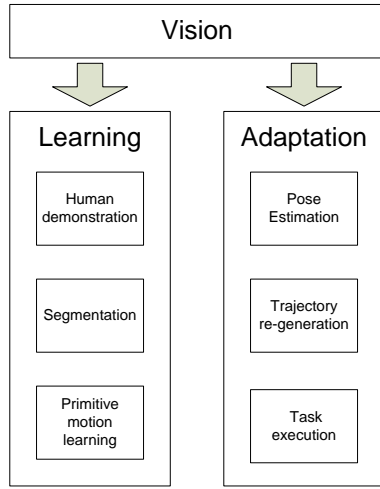 Vision
Learning
Human
demonstration
Segmentation
Primitive
motion
learning
Adaptation
Pose
Estimation
Trajectory
re-generation
Task
execution